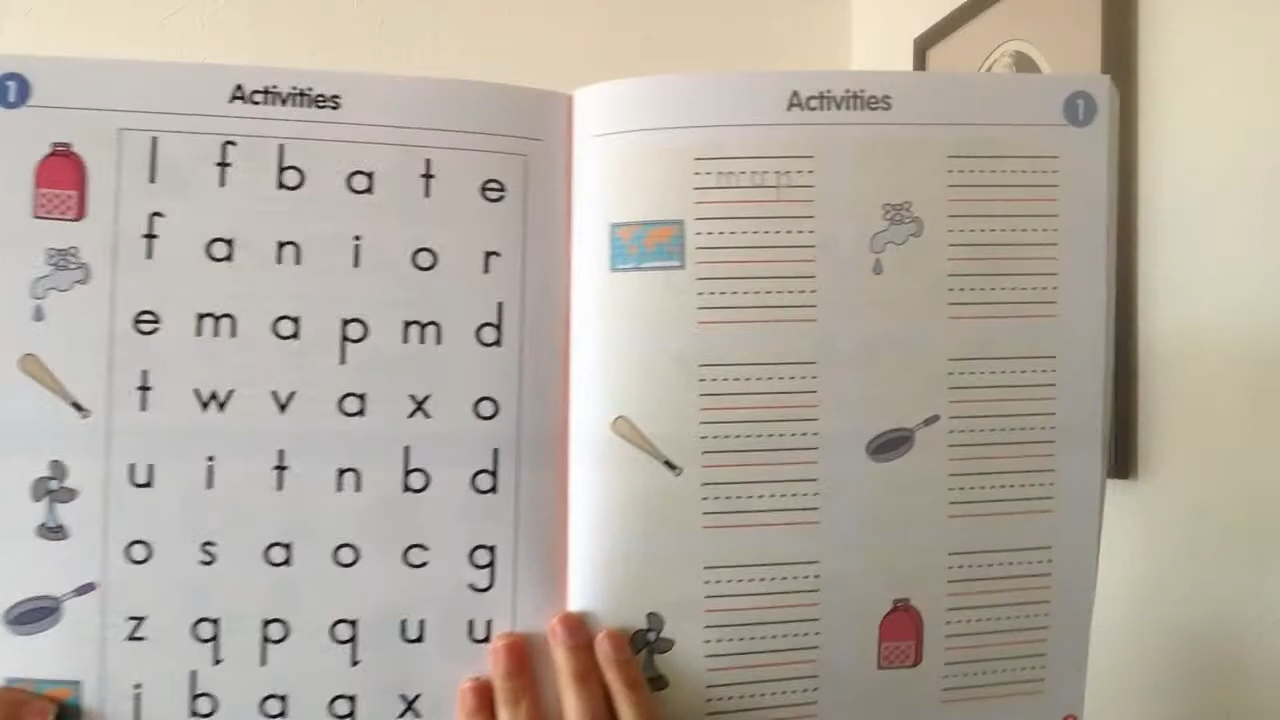 1 Activities
l f b a t e
f a n i o r
e m a p m d
t w v a x o
u i t n b d
o s a o c g
z q p q u u
b a x
Activities 1
map